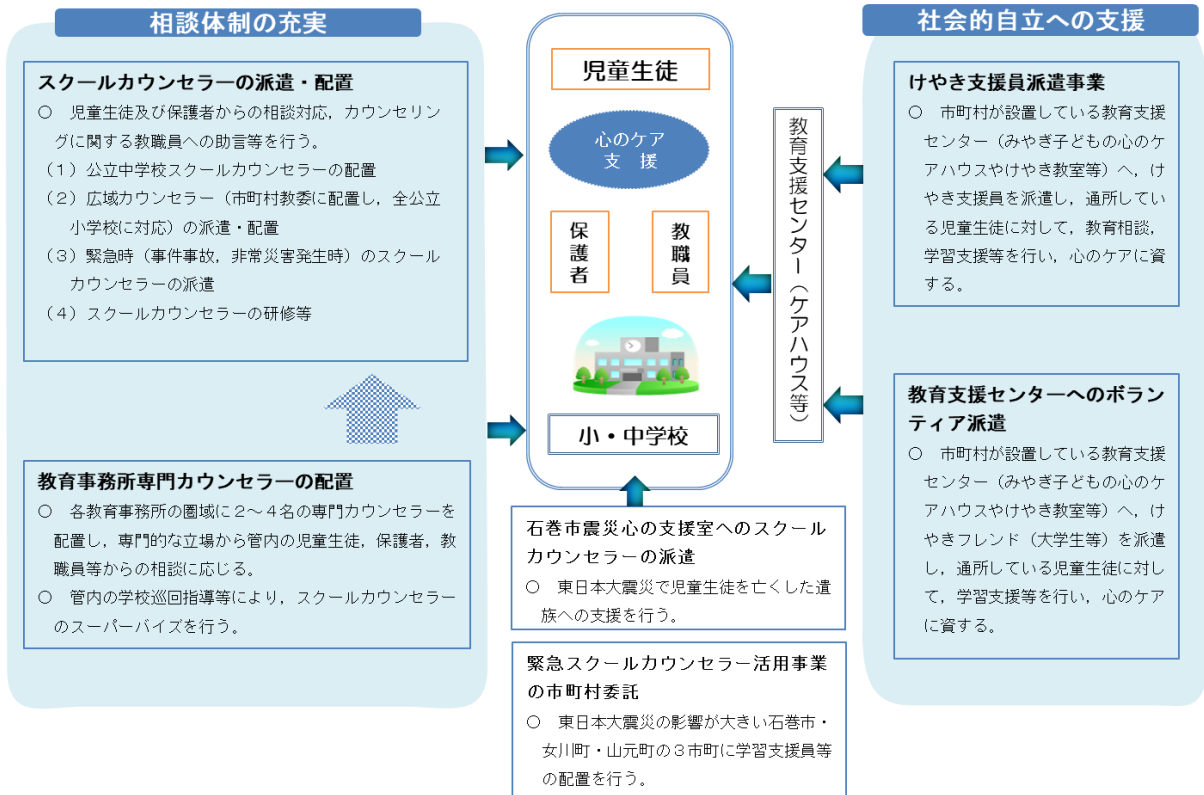 相談体制の充実
スクールカウンセラーの派遣・配置
○　児童生徒及び保護者からの相談対応，カウンセリン
グに関する教職員への助言等を行う。
（１）公立中学校スクールカウンセラーの配置
（２）広域カウンセラー（市町村教委に配置し，全公立
小学校に対応）の派遣・配置
（３）緊急時（事件事故，非常災害発生時）のスクール
カウンセラーの派遣
（４）スクールカウンセラーの研修等
教育事務所専門カウンセラーの配置
○　各教育事務所の圏域に２～４名の専門カウンセラーを
配置し，専門的な立場から管内の児童生徒，保護者，教
職員等からの相談に応じる。
○　管内の学校巡回指導等により，スクールカウンセラー
のスーパーバイズを行う。
児童生徒
心のケア
支　援
保護者
教職員
小・中学校
石巻市震災心の支援室へのスクール
カウンセラーの派遣
○　東日本大震災で児童生徒を亡くした遺
族への支援を行う。
緊急スクールカウンセラー活用事業
の市町村委託
○　東日本大震災の影響が大きい石巻市・
女川町・山元町の３市町に学習支援員等
の配置を行う。
教育支援センター（ケアハウス等）
社会的自立への支援
けやき支援員派遣事業
○　市町村が設置している教育支援
センター（みやぎ子どもの心のケ
アハウスやけやき教室等）へ，け
やき支援員を派遣し，通所してい
る児童生徒に対して，教育相談，
学習支援等を行い，心のケアに資
する。
教育支援センターへのボラン
ティア派遣
○　市町村が設置している教育支援
センター（みやぎ子どもの心のケ
アハウスやけやき教室等）へ，け
やきフレンド（大学生等）を派遣
し，通所している児童生徒に対し
て，学習支援等を行い，心のケア
に資する。